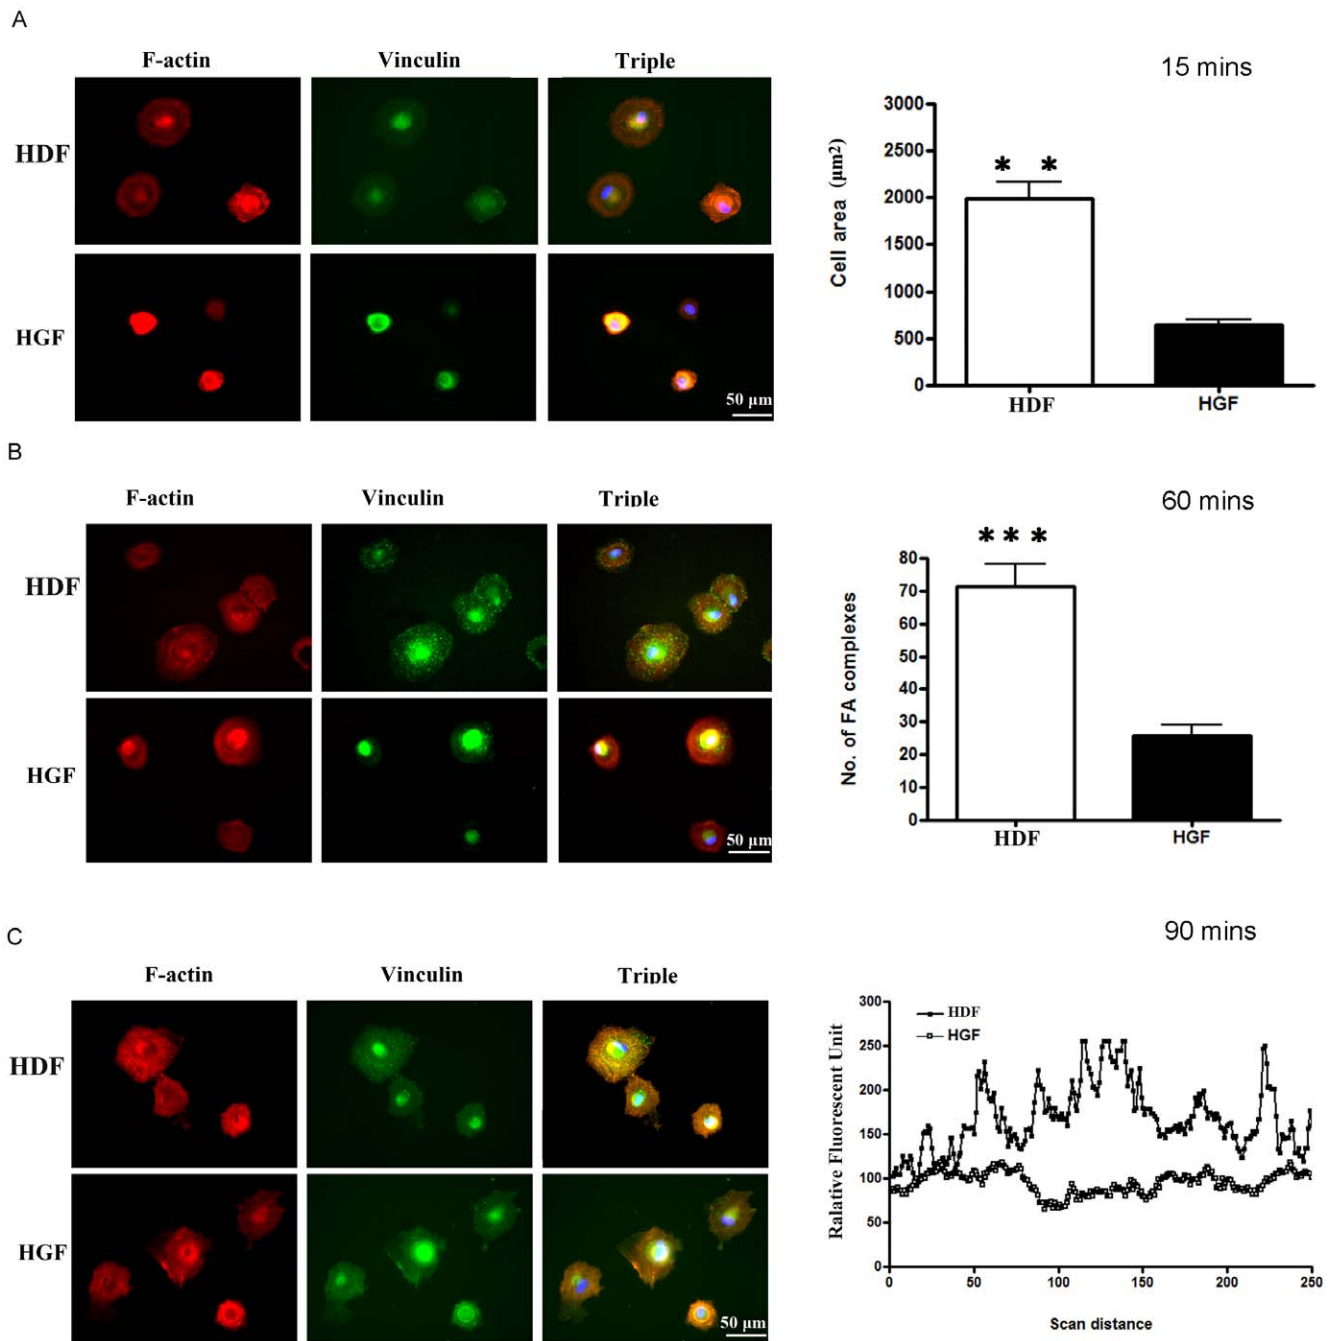 A
F-actin Vinculin Triple
HDF
HGF
50 µm
15 mins
Cell area (µm²)
3000
2500
2000
1500
1000
500
0
* *
HDF HGF
B
F-actin Vinculin Triple
HDF
HGF
50 µm
60 mins
No. of FA complexes
80
70
60
50
40
30
20
10
0
***
HDF HGF
C
F-actin Vinculin Triple
HDF
HGF
50 µm
90 mins
Ralative Fluorescent Unit
300
250
200
150
100
50
0
HDF
HGF
0 50 100 150 200 250
Scan distance